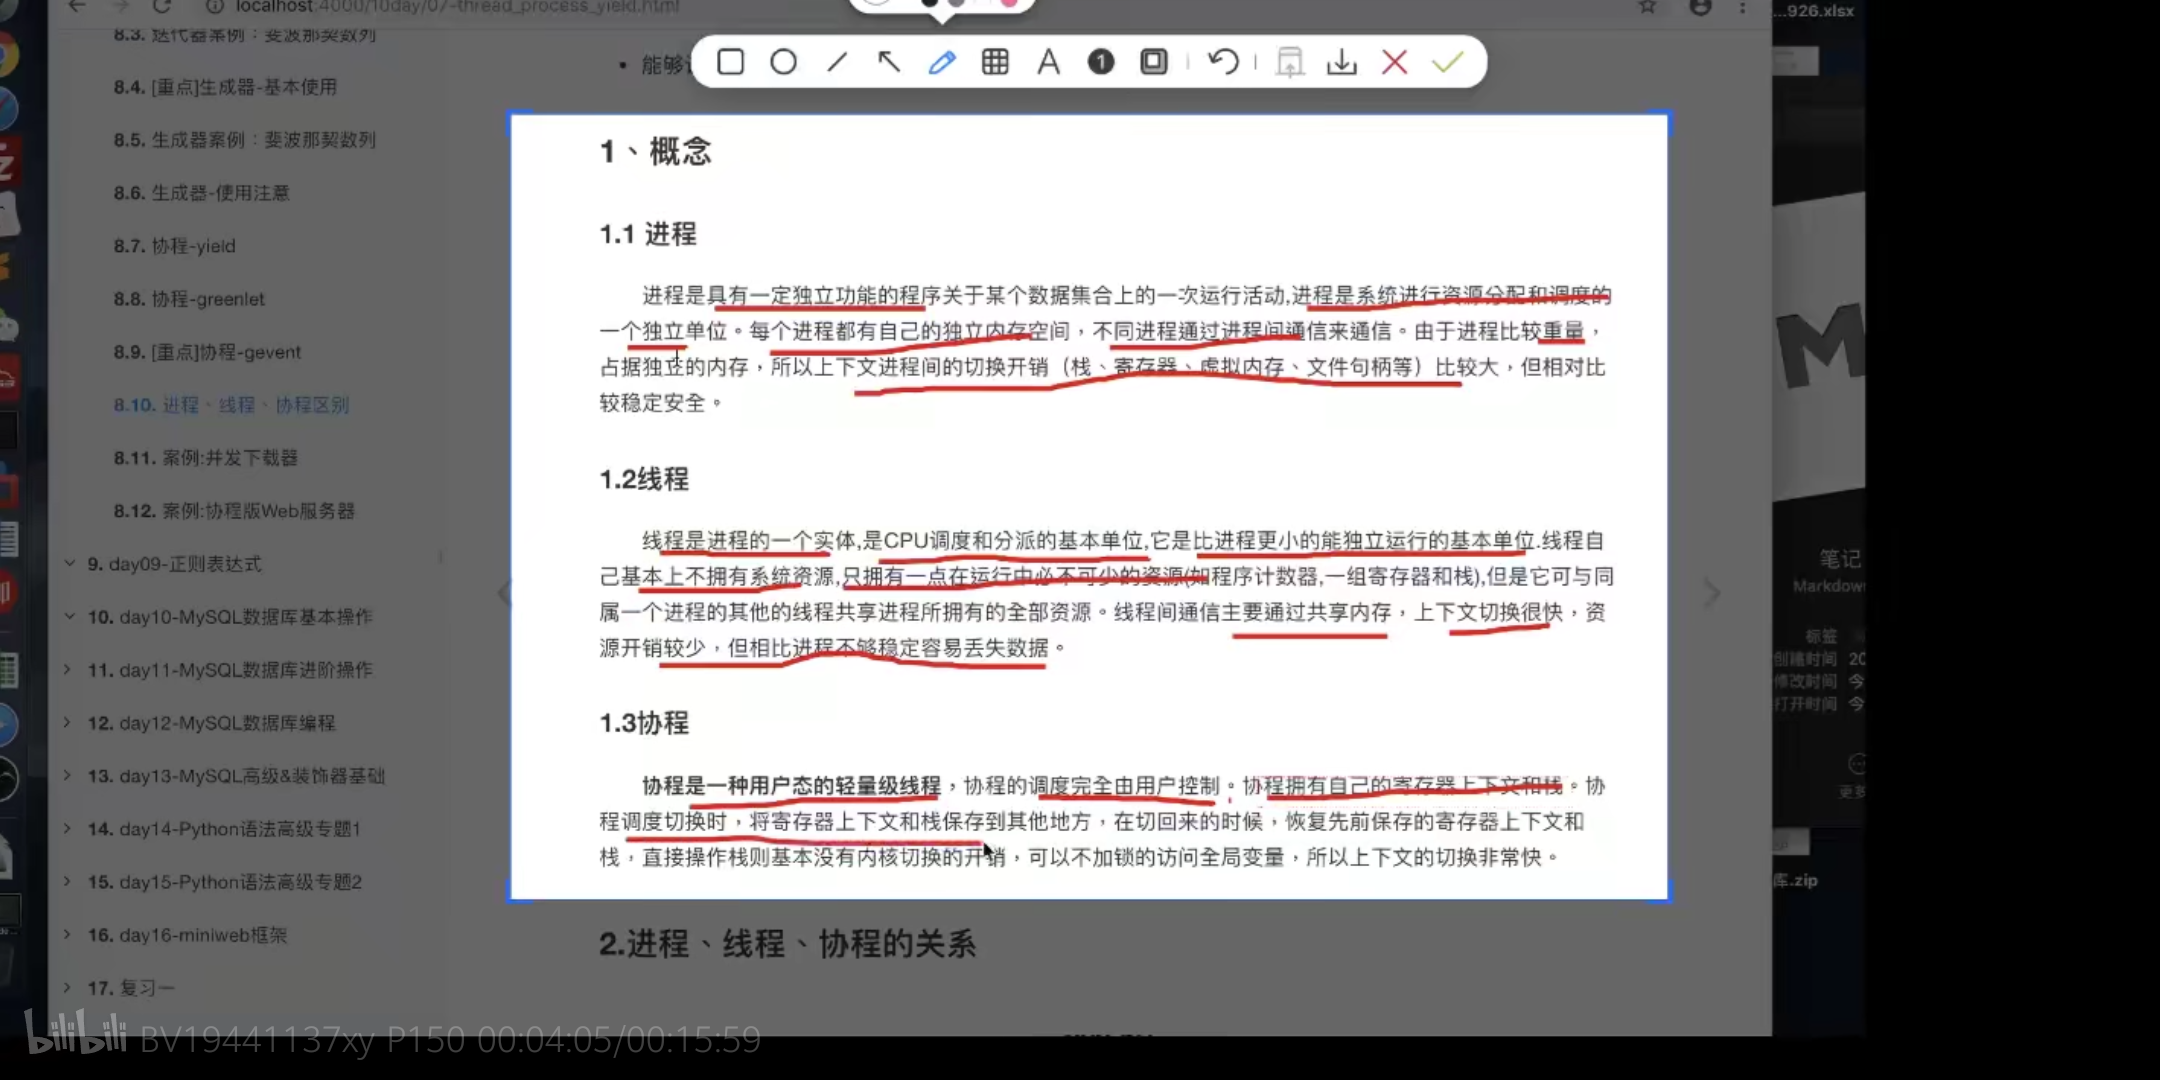 localhost:4000/10day/07-thread_process_yield.html
...926.xlsx
8.3. 迭代器案例：斐波那契数列
8.4. [重点]生成器-基本使用
8.5. 生成器案例：斐波那契数列
8.6. 生成器-使用注意
8.7. 协程-yield
8.8. 协程-greenlet
8.9. [重点]协程-gevent
8.10. 进程、线程、协程区别
8.11. 案例:并发下载器
8.12. 案例:协程版Web服务器
9. day09-正则表达式
10. day10-MySQL数据库基本操作
11. day11-MySQL数据库进阶操作
12. day12-MySQL数据库编程
13. day13-MySQL高级&装饰器基础
14. day14-Python语法高级专题1
15. day15-Python语法高级专题2
16. day16-miniweb框架
17. 复习一
• 能够
A
1
1、概念
1.1 进程
进程是具有一定独立功能的程序关于某个数据集合上的一次运行活动,进程是系统进行资源分配和调度的
一个独立单位。每个进程都有自己的独立内存空间，不同进程通过进程间通信来通信。由于进程比较重量，
占据独立的内存，所以上下文进程间的切换开销（栈、寄存器、虚拟内存、文件句柄等）比较大，但相对比
较稳定安全。
1.2线程
线程是进程的一个实体,是CPU调度和分派的基本单位,它是比进程更小的能独立运行的基本单位.线程自
己基本上不拥有系统资源,只拥有一点在运行中必不可少的资源(如程序计数器,一组寄存器和栈),但是它可与同
属一个进程的其他的线程共享进程所拥有的全部资源。线程间通信主要通过共享内存，上下文切换很快，资
源开销较少，但相比进程不够稳定容易丢失数据。
1.3协程
协程是一种用户态的轻量级线程，协程的调度完全由用户控制。协程拥有自己的寄存器上下文和栈。协
程调度切换时，将寄存器上下文和栈保存到其他地方，在切回来的时候，恢复先前保存的寄存器上下文和
栈，直接操作栈则基本没有内核切换的开销，可以不加锁的访问全局变量，所以上下文的切换非常快。
2.进程、线程、协程的关系
M
笔记
Markdown
标签
创建时间 20
修改时间 今
打开时间 今
更多
库.zip
bilibili BV19441137xy P150 00:04:05/00:15:59